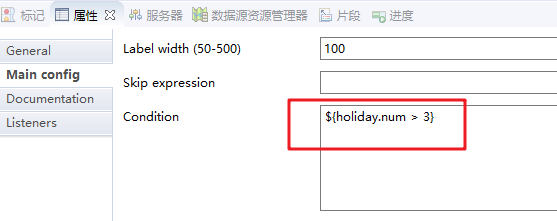 标记 属性 服务器 数据源资源管理器 片段 进度
General
Main config
Documentation
Listeners
Label width (50-500) 100
Skip expression
Condition ${holiday.num > 3}